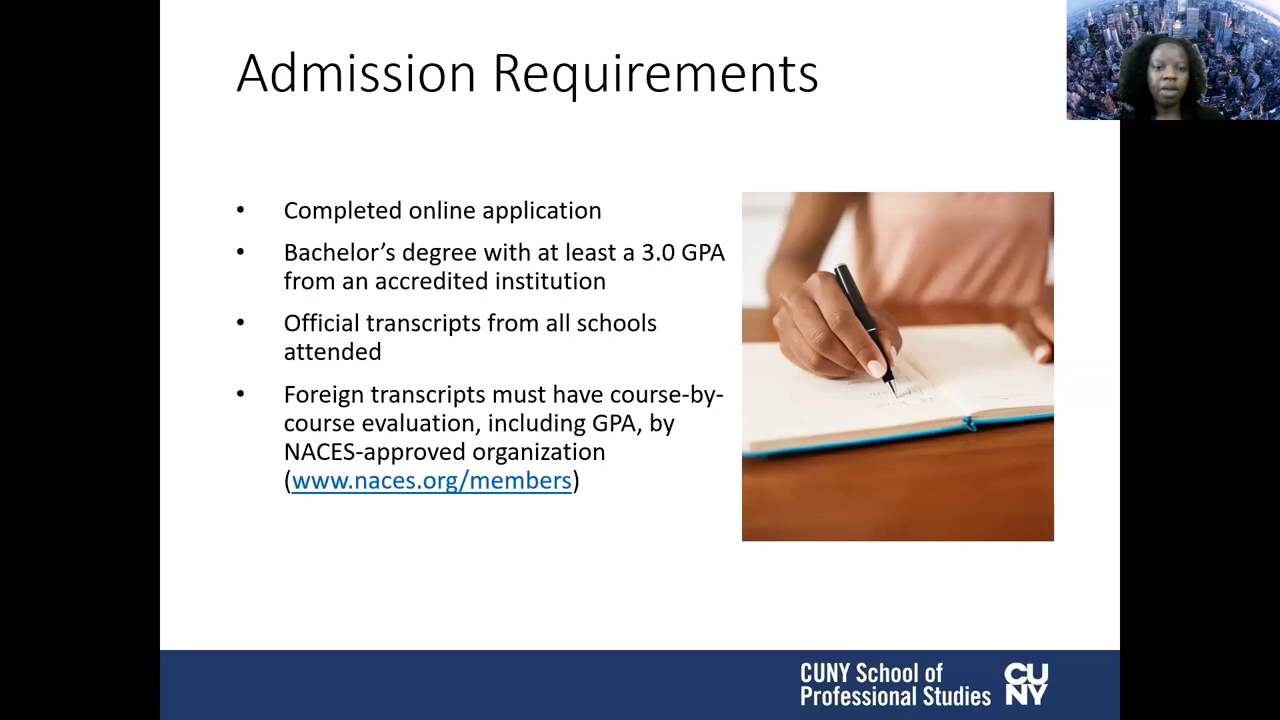 Admission Requirements
• Completed online application
• Bachelor’s degree with at least a 3.0 GPA
from an accredited institution
• Official transcripts from all schools
attended
• Foreign transcripts must have course-by-
course evaluation, including GPA, by
NACES-approved organization
(www.naces.org/members)
CUNY School of
Professional Studies
CU
NY